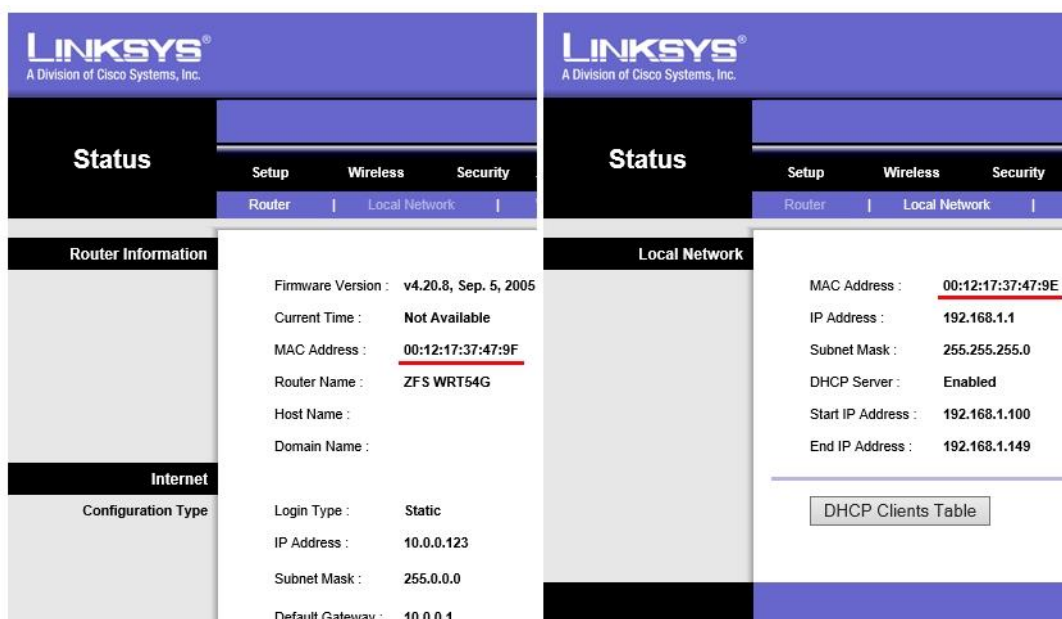 LINKSYS®
A Division of Cisco Systems, Inc.
Status
Setup Wireless Security
Router | Local Network |
Router Information
Firmware Version : v4.20.8, Sep. 5, 2005
Current Time : Not Available
MAC Address : 00:12:17:37:47:9F
Router Name : ZFS WRT54G
Host Name :
Domain Name :
Internet
Configuration Type
Login Type : Static
IP Address : 10.0.0.123
Subnet Mask : 255.0.0.0
Default Gateway : 10.0.0.1
LINKSYS®
A Division of Cisco Systems, Inc.
Status
Setup Wireless Security
Router | Local Network |
Local Network
MAC Address : 00:12:17:37:47:9E
IP Address : 192.168.1.1
Subnet Mask : 255.255.255.0
DHCP Server : Enabled
Start IP Address : 192.168.1.100
End IP Address : 192.168.1.149
DHCP Clients Table